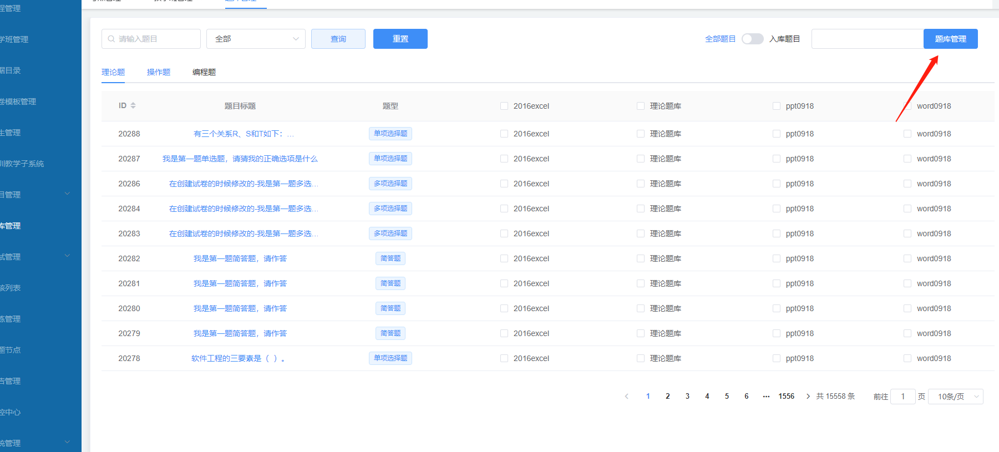 程管理
学班管理
据目录
卷模板管理
生管理
训教学子系统
目管理
库管理
试管理
核列表
练管理
题节点
告管理
控中心
统管理
请输入题目 全部 查询 重置 全部题目 入库题目 题库管理
理论题 操作题 编程题
ID 题目标题 题型 2016excel 理论题库 ppt0918 word0918
20288 有三个关系R、S和T如下：... 单项选择题 2016excel 理论题库 ppt0918 word0918
20287 我是第一题单选题，请猜我的正确选项是什么 单项选择题 2016excel 理论题库 ppt0918 word0918
20286 在创建试卷的时候修改的-我是第一题多选... 多项选择题 2016excel 理论题库 ppt0918 word0918
20284 在创建试卷的时候修改的-我是第一题多选... 多项选择题 2016excel 理论题库 ppt0918 word0918
20283 在创建试卷的时候修改的-我是第一题多选... 多项选择题 2016excel 理论题库 ppt0918 word0918
20282 我是第一题简答题，请作答 简答题 2016excel 理论题库 ppt0918 word0918
20281 我是第一题简答题，请作答 简答题 2016excel 理论题库 ppt0918 word0918
20280 我是第一题简答题，请作答 简答题 2016excel 理论题库 ppt0918 word0918
20279 我是第一题简答题，请作答 简答题 2016excel 理论题库 ppt0918 word0918
20278 软件工程的三要素是（ ）。 单项选择题 2016excel 理论题库 ppt0918 word0918
1 2 3 4 5 6 ••• 1556 共 15558 条 前往 1 页 10条/页